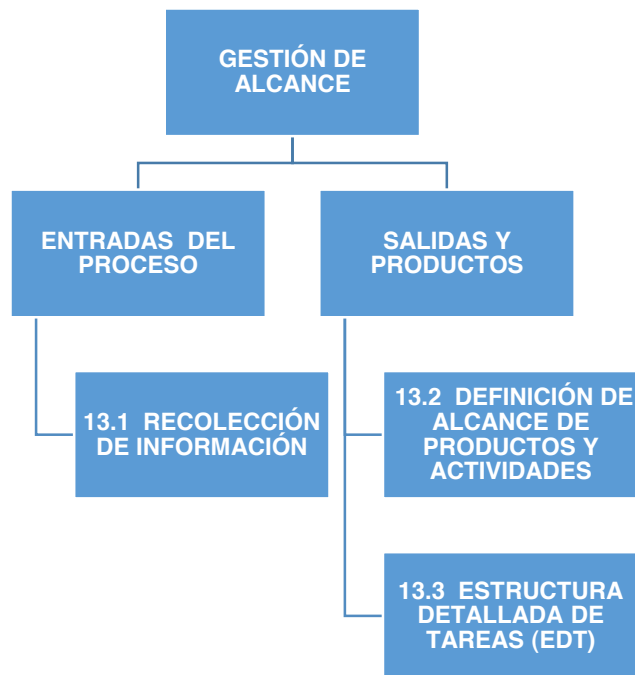 GESTIÓN DE
ALCANCE
ENTRADAS DEL
PROCESO
SALIDAS Y
PRODUCTOS
13.1 RECOLECCIÓN
DE INFORMACIÓN
13.2 DEFINICIÓN DE
ALCANCE DE
PRODUCTOS Y
ACTIVIDADES
13.3 ESTRUCTURA
DETALLADA DE
TAREAS (EDT)